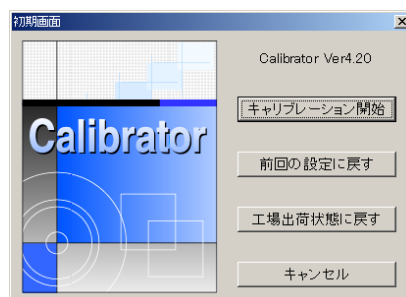 初期画面
Calibrator Ver4.20
Calibrator
キャリブレーション開始
前回の設定に戻す
工場出荷状態に戻す
キャンセル